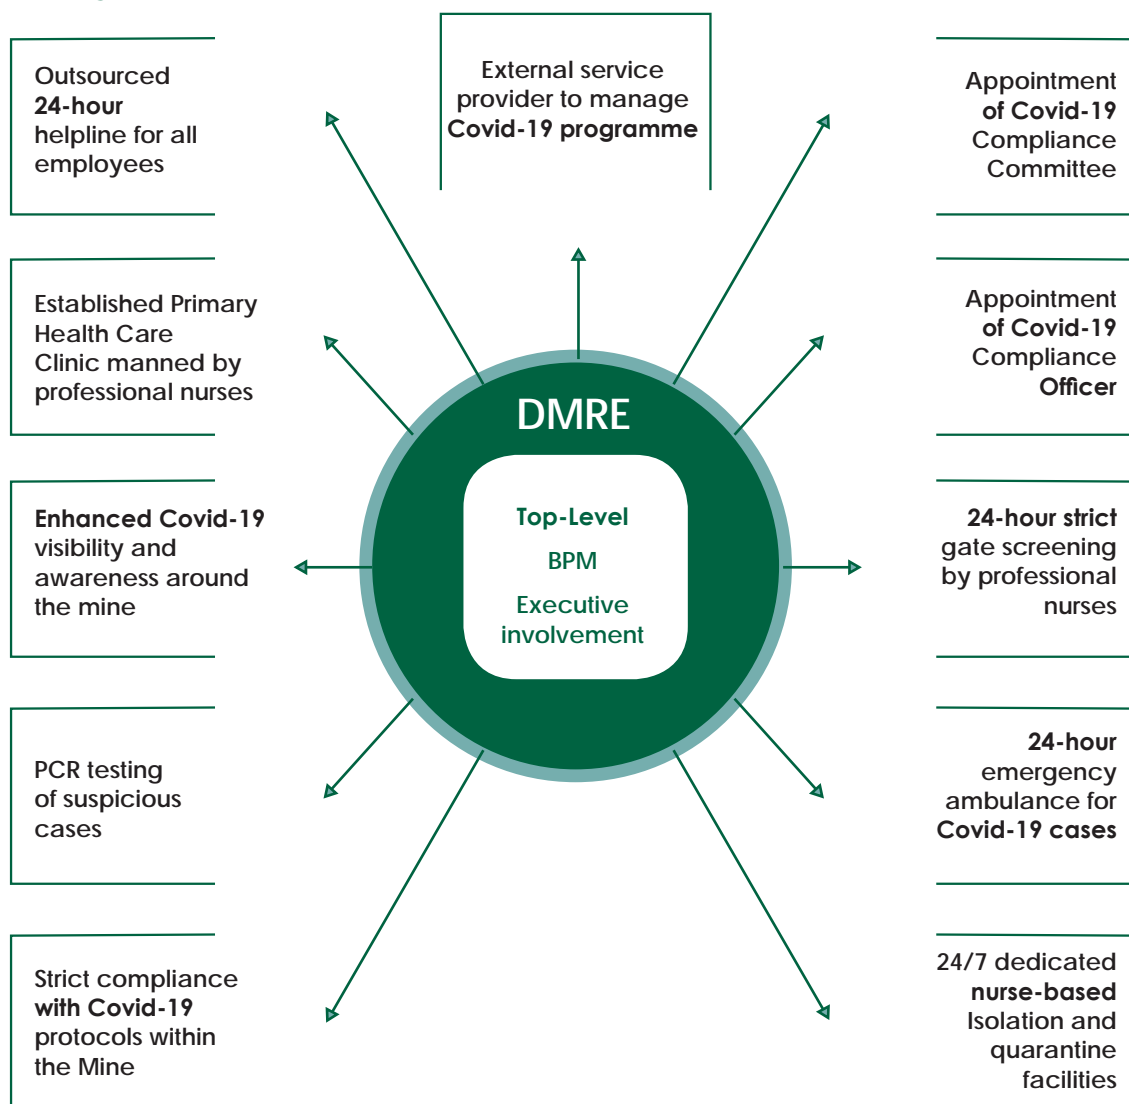 Outsourced
24-hour
helpline for all
employees
External service
provider to manage
Covid-19 programme
Appointment
of Covid-19
Compliance
Committee
Established Primary
Health Care
Clinic manned by
professional nurses
Appointment
of Covid-19
Compliance
Officer
DMRE
Top-Level
BPM
Executive
involvement
Enhanced Covid-19
visibility and
awareness around
the mine
24-hour strict
gate screening
by professional
nurses
PCR testing
of suspicious
cases
24-hour
emergency
ambulance for
Covid-19 cases
Strict compliance
with Covid-19
protocols within
the Mine
24/7 dedicated
nurse-based
Isolation and
quarantine
facilities